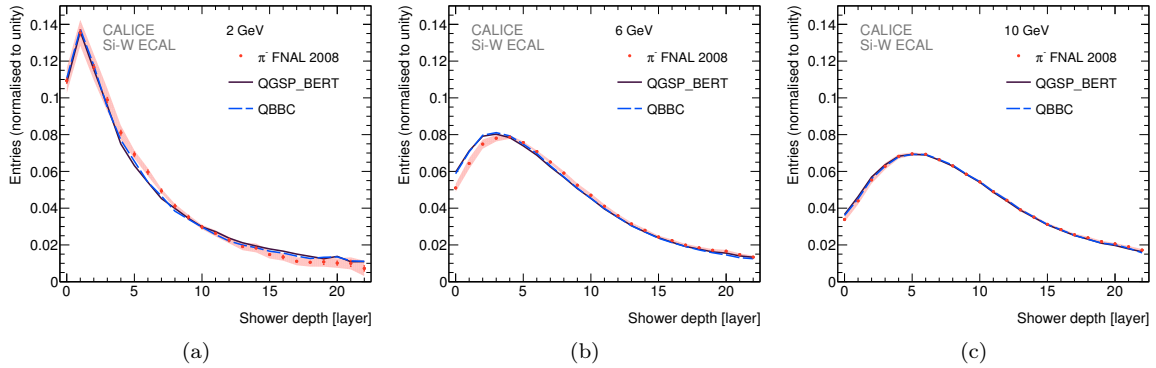 Entries (normalised to unity)
0.14
0.12
0.1
0.08
0.06
0.04
0.02
0
CALICE
Si-W ECAL
2 GeV
π⁻ FNAL 2008
QGSP_BERT
QBBC
0 5 10 15 20
Shower depth [layer]
(a)
Entries (normalised to unity)
0.14
0.12
0.1
0.08
0.06
0.04
0.02
0
CALICE
Si-W ECAL
6 GeV
π⁻ FNAL 2008
QGSP_BERT
QBBC
0 5 10 15 20
Shower depth [layer]
(b)
Entries (normalised to unity)
0.14
0.12
0.1
0.08
0.06
0.04
0.02
0
CALICE
Si-W ECAL
10 GeV
π⁻ FNAL 2008
QGSP_BERT
QBBC
0 5 10 15 20
Shower depth [layer]
(c)